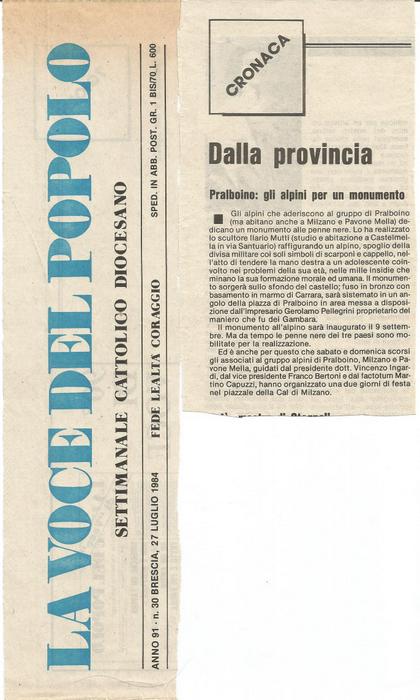 LA VOCE DEL POPOLO
SETTIMANALE CATTOLICO DIOCESANO
ANNO 91 - n. 30 BRESCIA, 27 LUGLIO 1984 FEDE LEALTÀ CORAGGIO SPED. IN ABB. POST. GR. 1 BIS/70 L. 600
CRONACA
Dalla provincia
Pralboino: gli alpini per un monumento
Gli alpini che aderiscono al gruppo di Pralboino
(ma abitano anche a Milzano e Pavone Mella) de-
dicano un monumento alle penne nere. Lo ha realizzato
lo scultore Ilario Mutti (studio e abitazione a Castelmel-
la in via Santuario) raffigurando un alpino, spoglio della
divisa militare coi soli simboli di scarponi e cappello, nel-
l'atto di tendere la mano destra a un adolescente coin-
volto nei problemi della sua età, nelle mille insidie che
minano la sua formazione morale ed umana. Il monumen-
to sorgerà sullo sfondo del castello; fuso in bronzo con
basamento in marmo di Carrara, sarà sistemato in un an-
golo della piazza di Pralboino in area messa a disposi-
zione dall'impresario Gerolamo Pellegrini proprietario del
maniero che fu dei Gambara.
Il monumento all'alpino sarà inaugurato il 9 settem-
bre. Ma da tempo le penne nere dei tre paesi sono mo-
bilitate per la realizzazione.
Ed è anche per questo che sabato e domenica scorsi
gli associati al gruppo alpini di Pralboino, Milzano e Pa-
vone Mella, guidati dal presidente dott. Vincenzo Ingar-
di, dal vice presidente Franco Bertoni e dal factotum Mar-
tino Capuzzi, hanno organizzato una due giorni di festa
nel piazzale della Cal di Milzano.